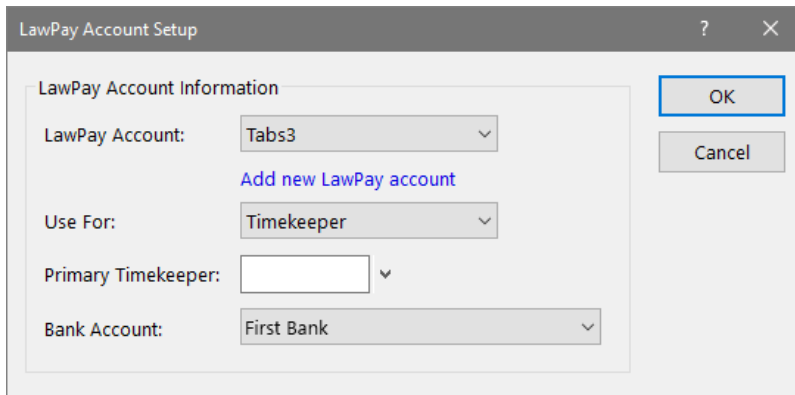 LawPay Account Setup ?
LawPay Account Information
LawPay Account: Tabs3
Add new LawPay account
Use For: Timekeeper
Primary Timekeeper:
Bank Account: First Bank
OK
Cancel